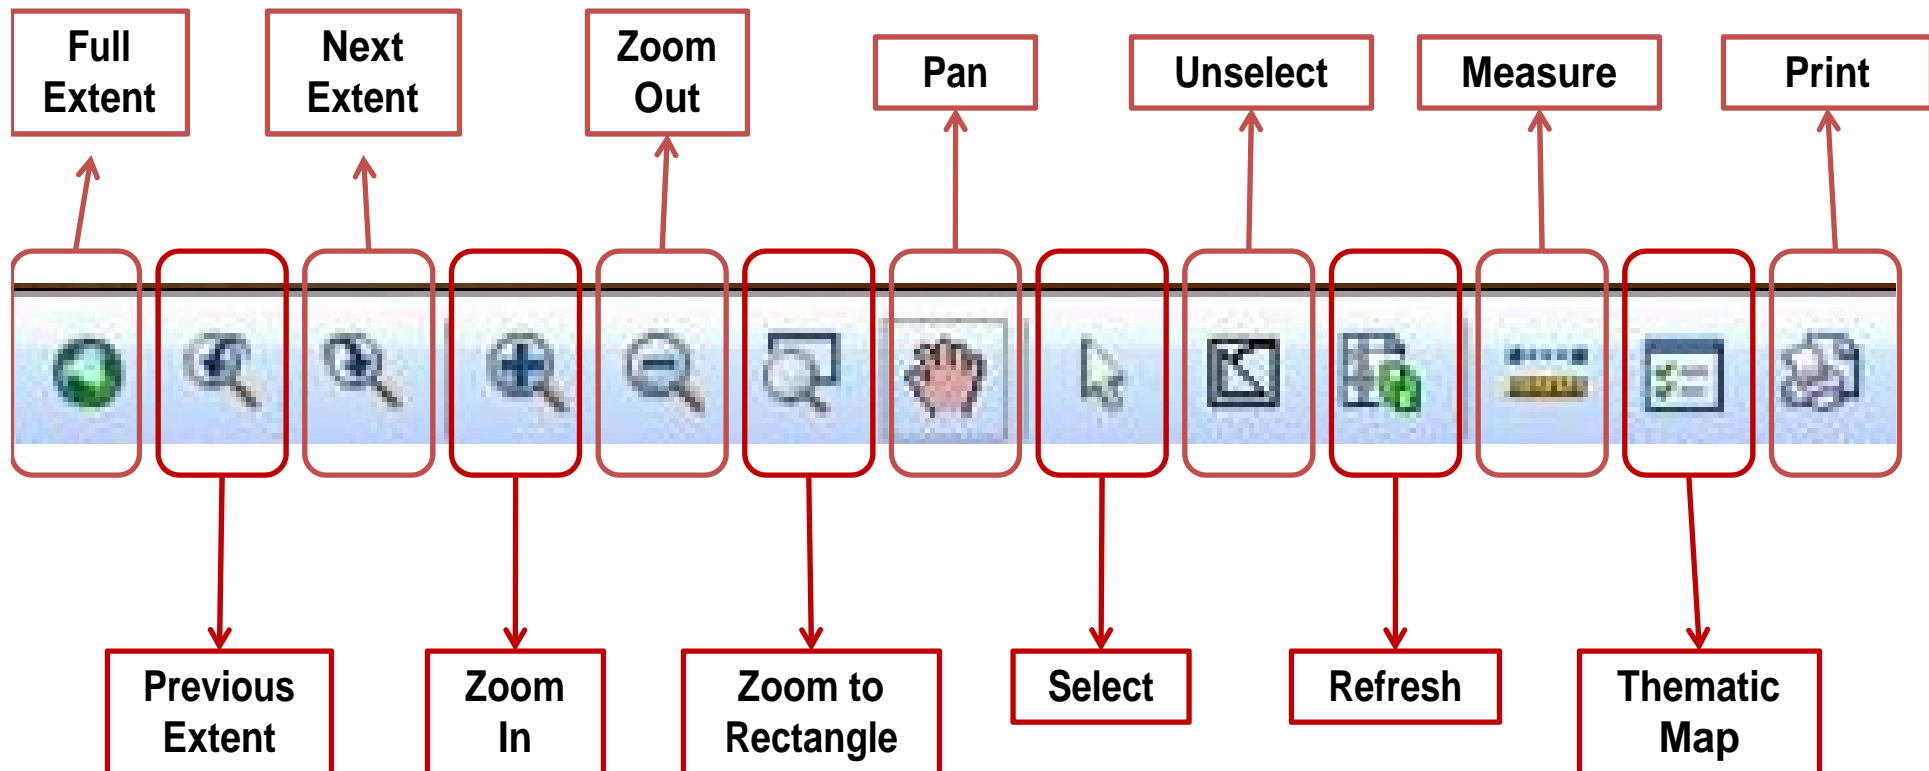 Full
Extent
Next
Extent
Zoom
Out
Pan
Unselect
Measure
Print
Previous
Extent
Zoom
In
Zoom to
Rectangle
Select
Refresh
Thematic
Map